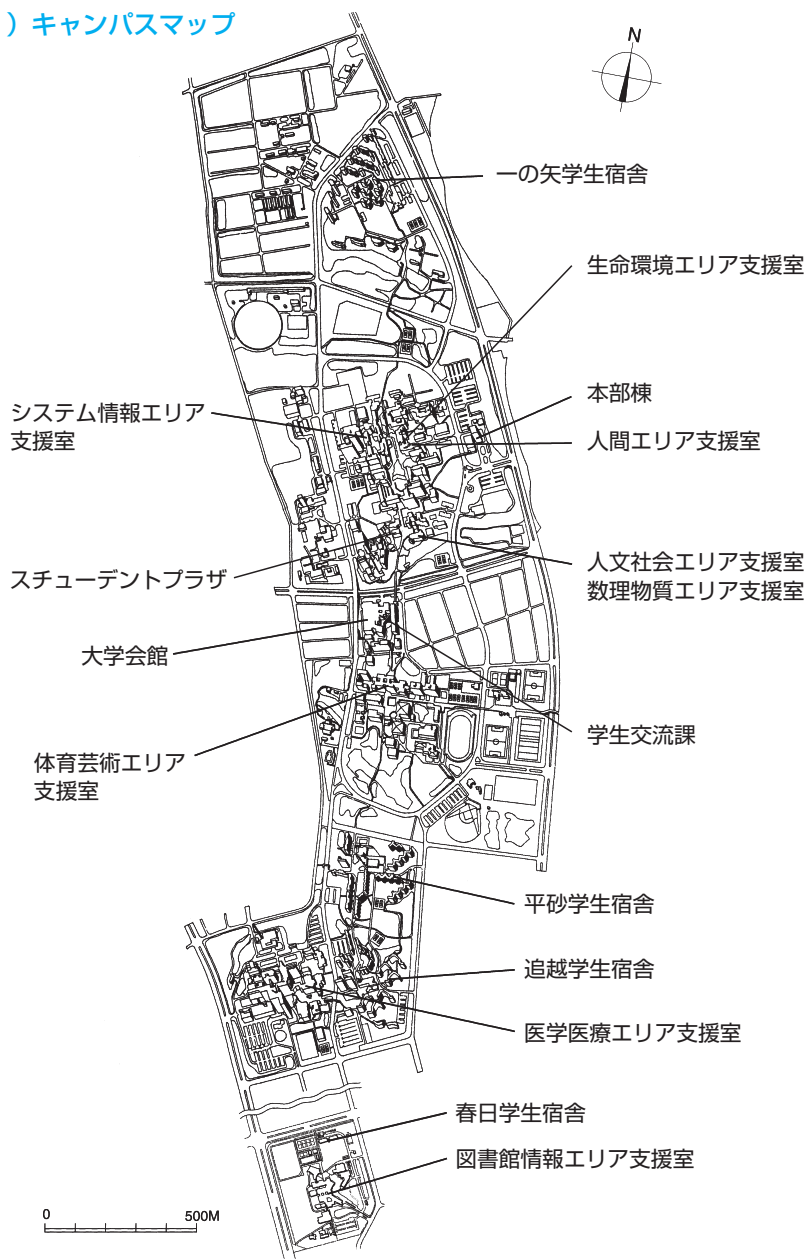 ）キャンパスマップ
N
一の矢学生宿舎
生命環境エリア支援室
本部棟
システム情報エリア
支援室
人間エリア支援室
人文社会エリア支援室
数理物質エリア支援室
スチューデントプラザ
大学会館
学生交流課
体育芸術エリア
支援室
平砂学生宿舎
追越学生宿舎
医学医療エリア支援室
春日学生宿舎
図書館情報エリア支援室
0 500M